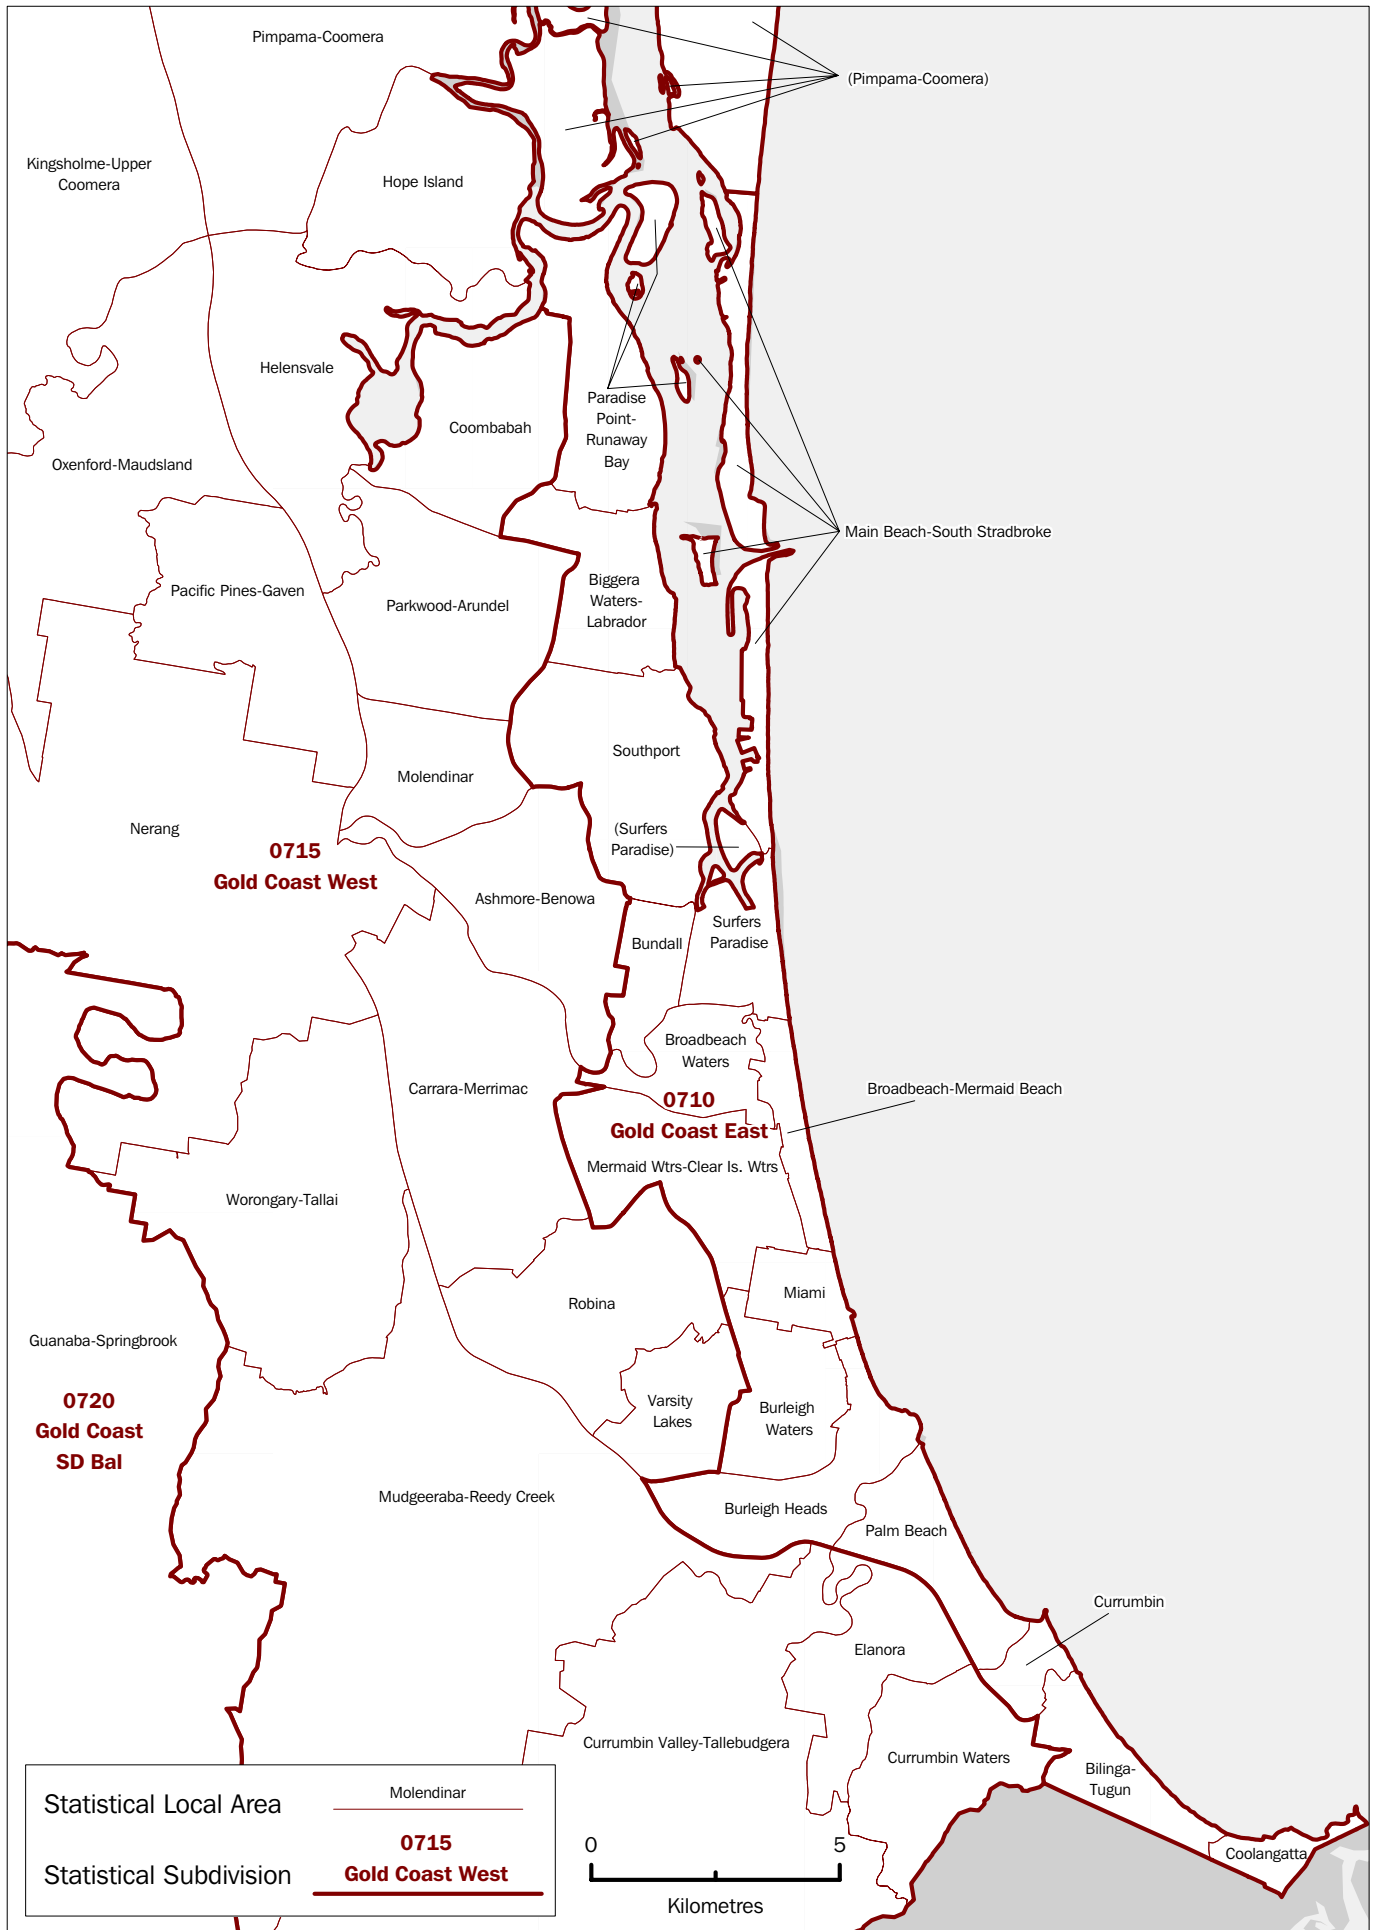 Pimpama-Coomera
(Pimpama-Coomera)
Kingsholme-Upper
Coomera
Hope Island
Helensvale
Coombabah
Paradise
Point-
Runaway
Bay
Oxenford-Maudsland
Main Beach-South Stradbroke
Pacific Pines-Gaven
Parkwood-Arundel
Biggera
Waters-
Labrador
Southport
Molendinar
Nerang
(Surfers
Paradise)
0715
Gold Coast West
Ashmore-Benowa
Bundall
Surfers
Paradise
Broadbeach
Waters
Carrara-Merrimac
Broadbeach-Mermaid Beach
0710
Gold Coast East
Mermaid Wtrs-Clear Is. Wtrs
Worongary-Tallai
Miami
Robina
Guanaba-Springbrook
0720
Gold Coast
SD Bal
Varsity
Lakes
Burleigh
Waters
Mudgeeraba-Reedy Creek
Burleigh Heads
Palm Beach
Currumbin
Elanora
Currumbin Valley-Tallebudgera
Currumbin Waters
Bilinga-
Tugun
Coolangatta
Statistical Local Area
Molendinar
Statistical Subdivision
0715
Gold Coast West
0
5
Kilometres